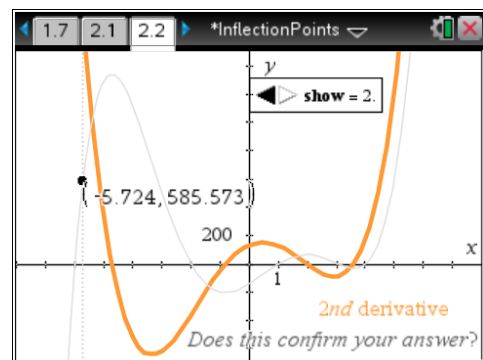 1.7 2.1 2.2 *InflectionPoints
y
show = 2.
(-5.724, 585.573)
200
x
1
2nd derivative
Does this confirm your answer?